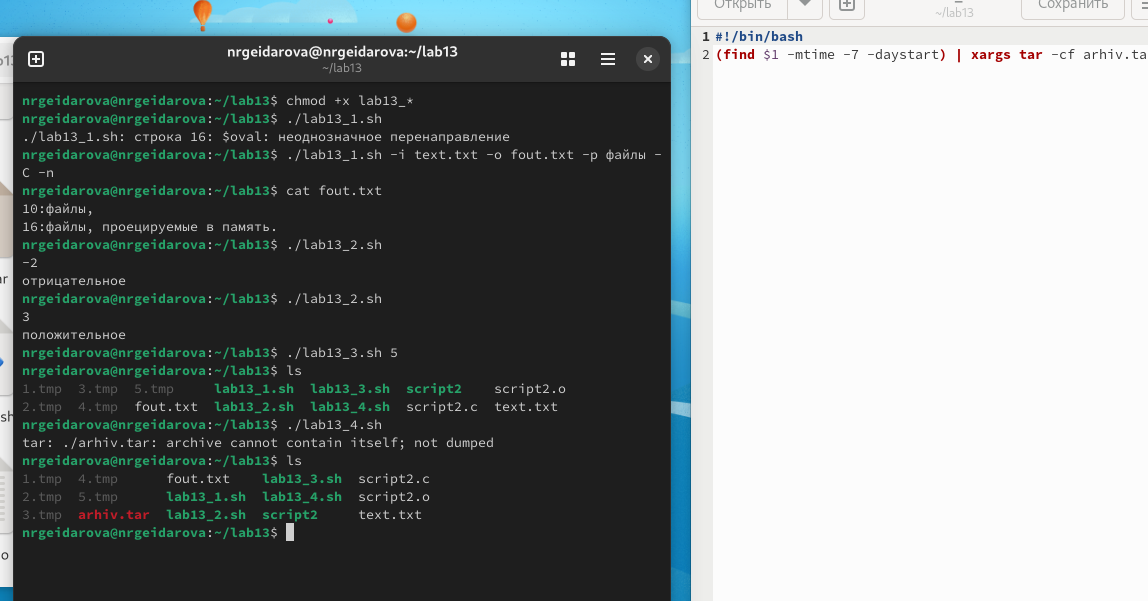 nrgeidarova@nrgeidarova:~/lab13
~/lab13
nrgeidarova@nrgeidarova:~/lab13$ chmod +x lab13_*
nrgeidarova@nrgeidarova:~/lab13$ ./lab13_1.sh
./lab13_1.sh: строка 16: $oval: неоднозначное перенаправление
nrgeidarova@nrgeidarova:~/lab13$ ./lab13_1.sh -i text.txt -o fout.txt -p файлы -
C -n
nrgeidarova@nrgeidarova:~/lab13$ cat fout.txt
10:файлы,
16:файлы, проецируемые в память.
nrgeidarova@nrgeidarova:~/lab13$ ./lab13_2.sh
-2
отрицательное
nrgeidarova@nrgeidarova:~/lab13$ ./lab13_2.sh
3
положительное
nrgeidarova@nrgeidarova:~/lab13$ ./lab13_3.sh 5
nrgeidarova@nrgeidarova:~/lab13$ ls
1.tmp 3.tmp 5.tmp lab13_1.sh lab13_3.sh script2 script2.o
2.tmp 4.tmp fout.txt lab13_2.sh lab13_4.sh script2.c text.txt
nrgeidarova@nrgeidarova:~/lab13$ ./lab13_4.sh
tar: ./arhiv.tar: archive cannot contain itself; not dumped
nrgeidarova@nrgeidarova:~/lab13$ ls
1.tmp 4.tmp fout.txt lab13_3.sh script2.c
2.tmp 5.tmp lab13_1.sh lab13_4.sh script2.o
3.tmp arhiv.tar lab13_2.sh script2 text.txt
nrgeidarova@nrgeidarova:~/lab13$
Открыть
~/lab13
Сохранить
1 #!/bin/bash
2 (find $1 -mtime -7 -daystart) | xargs tar -cf arhiv.ta